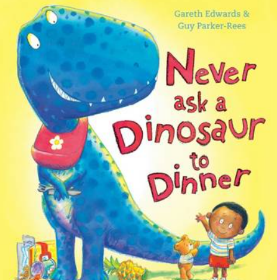 Gareth Edwards &
Guy Parker-Rees
Never
ask a
Dinosaur
to
Dinner